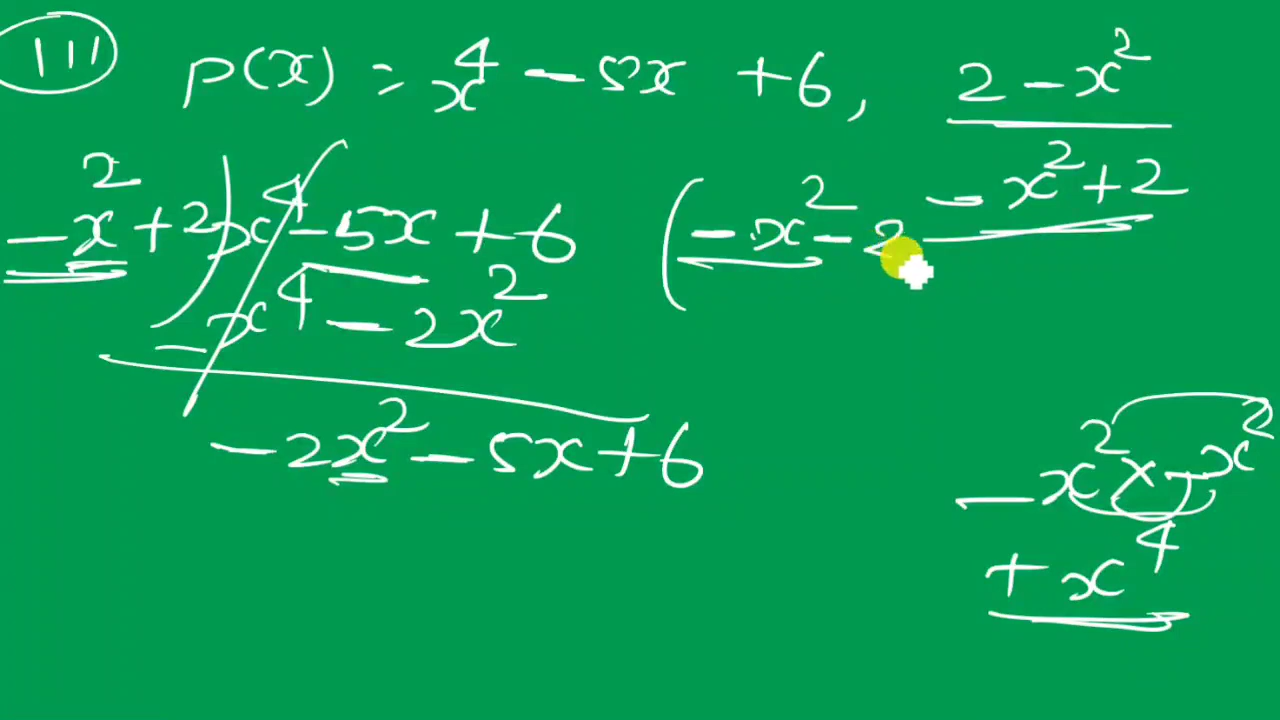 111 p(x) = x⁴ - 5x + 6, 2 - x²
- x² + 2
-x² + 2) x⁴ - 5x + 6 ( - x² - 2
- x⁴ - 2x²
- 2x² - 5x + 6
- x² × - x²
+ x⁴